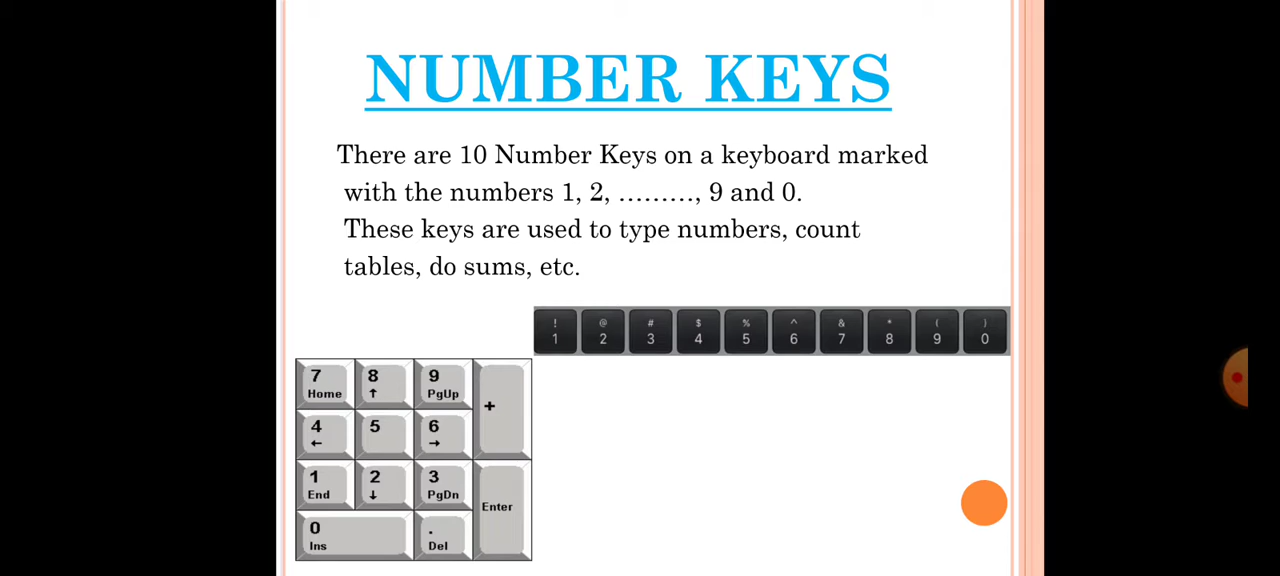 NUMBER KEYS
There are 10 Number Keys on a keyboard marked
with the numbers 1, 2, ………, 9 and 0.
These keys are used to type numbers, count
tables, do sums, etc.
! @ # $ % ^ & * ( )
1 2 3 4 5 6 7 8 9 0
7 8 9
Home ↑ PgUp
+
4 5 6
← →
1 2 3
End ↓ PgDn
Enter
0 .
Ins Del